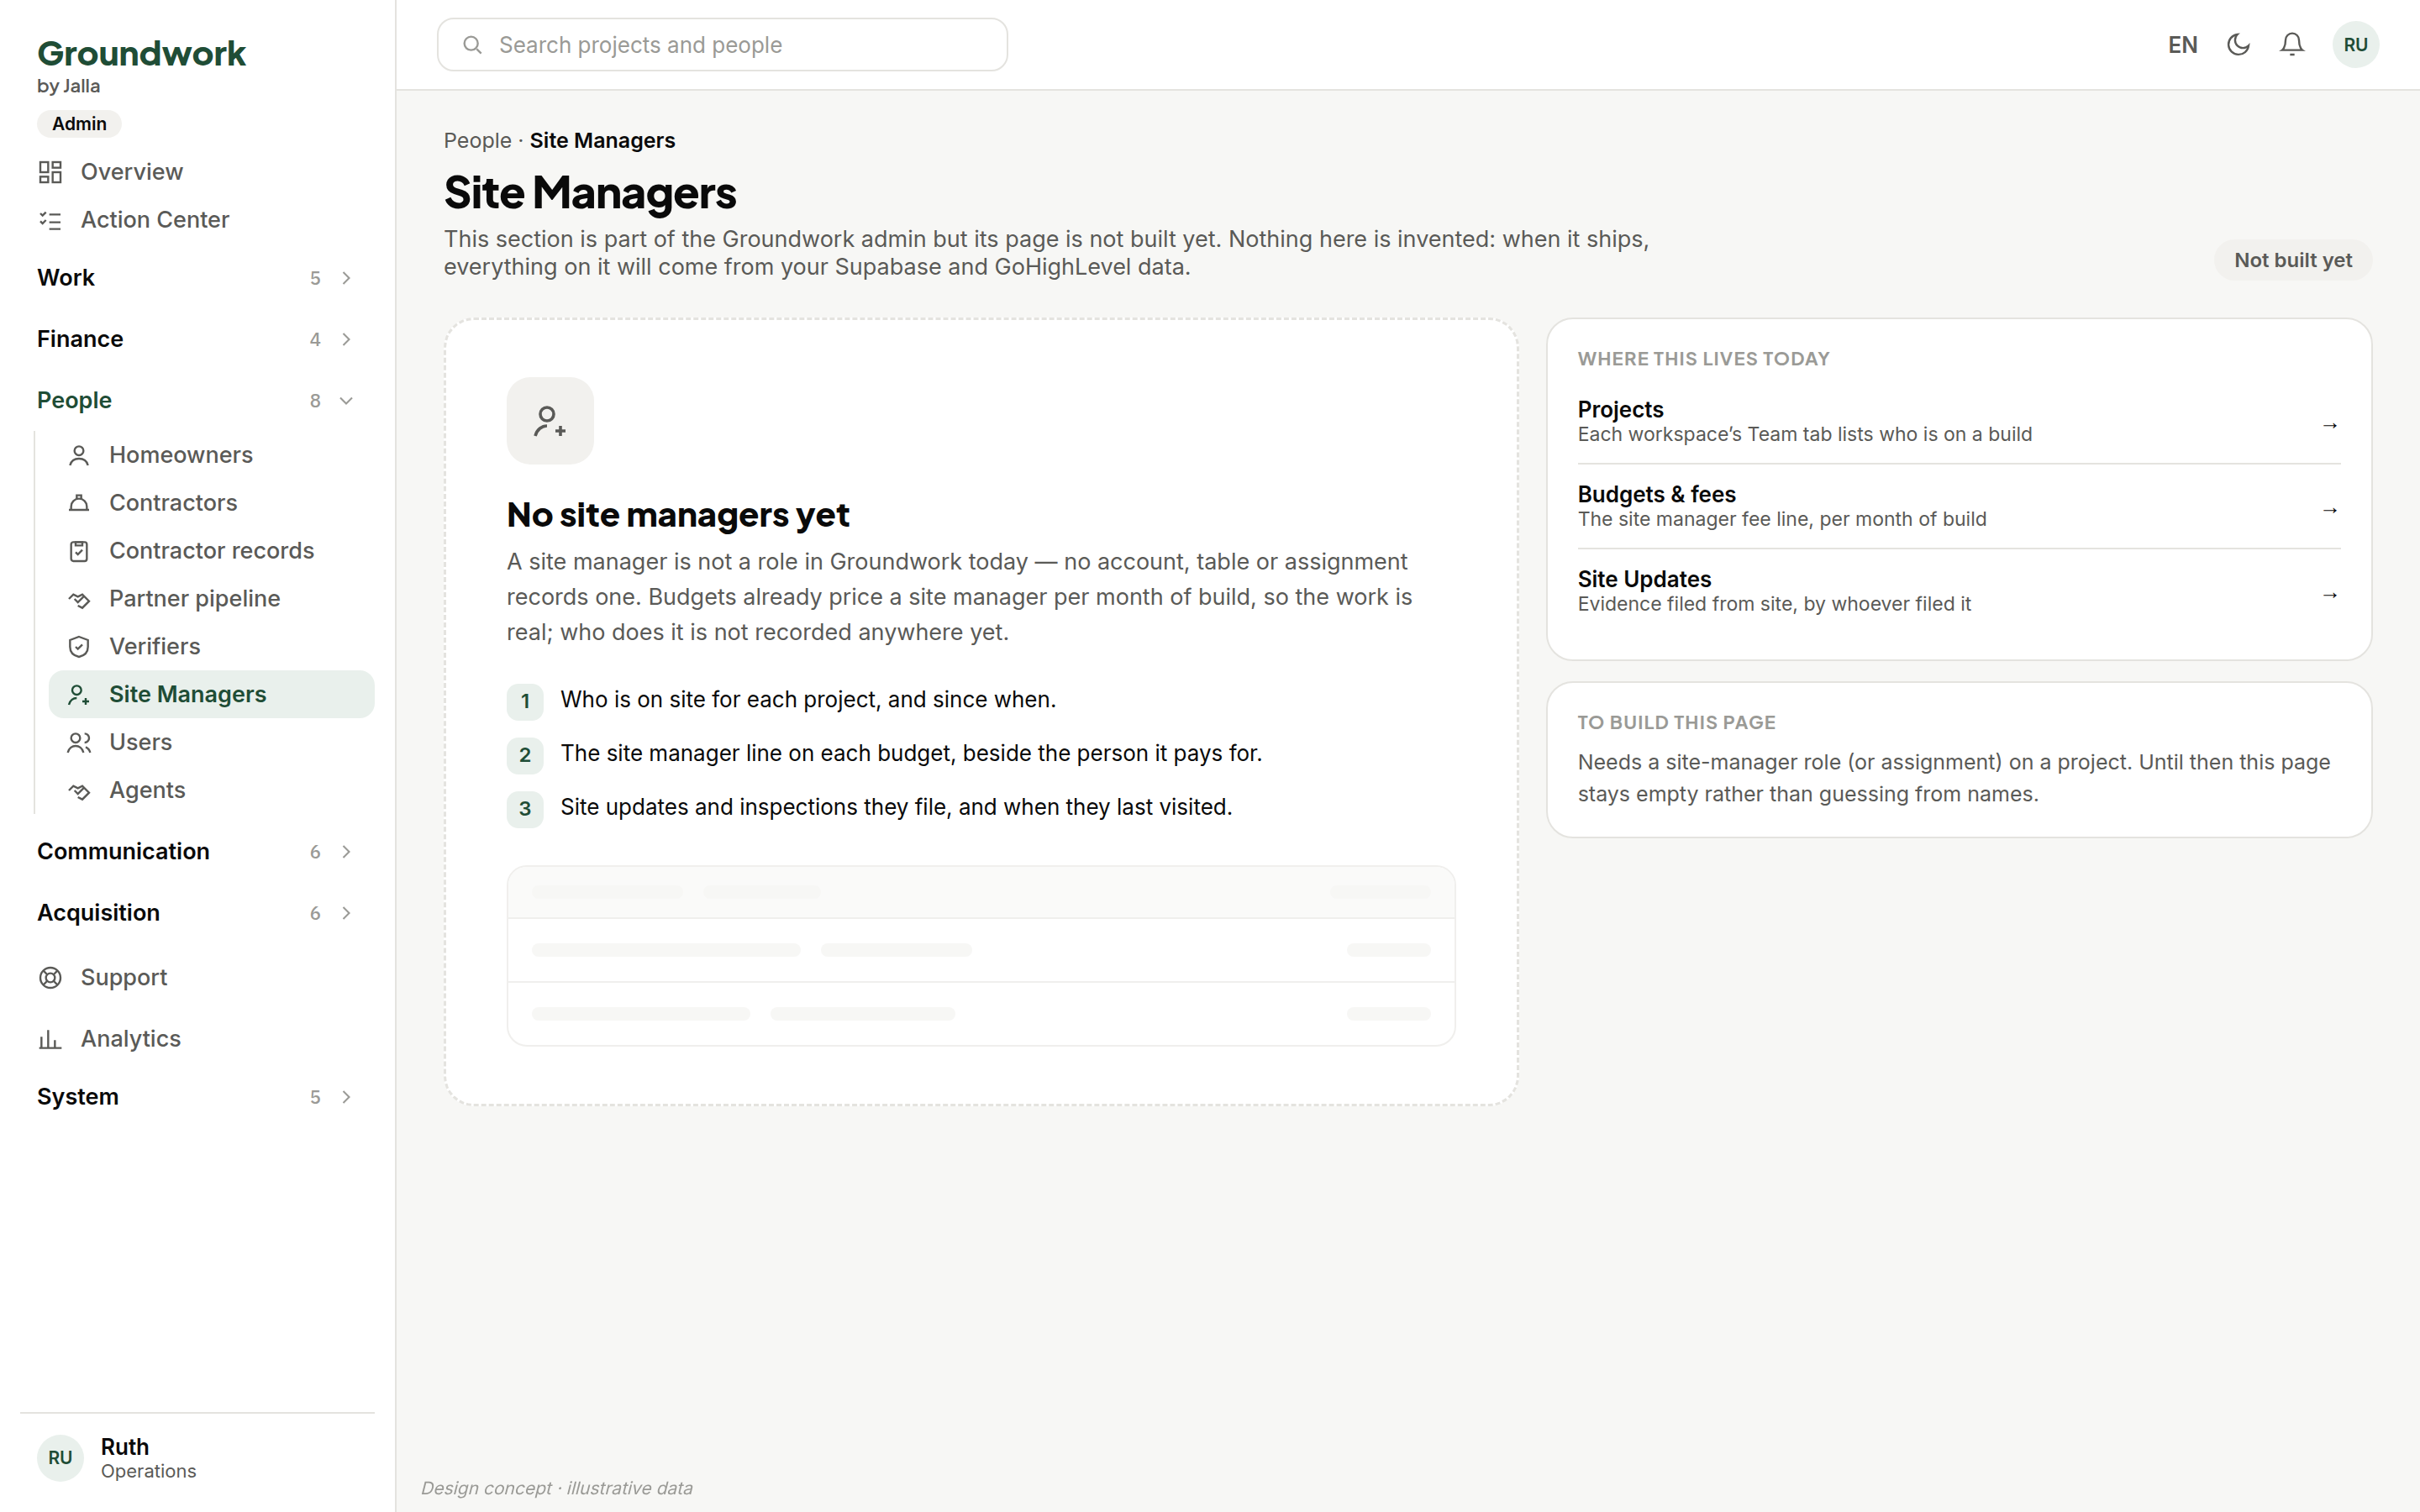 Groundwork
by Jalla
Admin
Overview
Action Center
Work 5
Finance 4
People 8
Homeowners
Contractors
Contractor records
Partner pipeline
Verifiers
Site Managers
Users
Agents
Communication 6
Acquisition 6
Support
Analytics
System 5
RU
Ruth
Operations
Search projects and people
EN
RU
People · Site Managers
Site Managers
This section is part of the Groundwork admin but its page is not built yet. Nothing here is invented: when it ships,
everything on it will come from your Supabase and GoHighLevel data.
Not built yet
No site managers yet
A site manager is not a role in Groundwork today — no account, table or assignment
records one. Budgets already price a site manager per month of build, so the work is
real; who does it is not recorded anywhere yet.
1 Who is on site for each project, and since when.
2 The site manager line on each budget, beside the person it pays for.
3 Site updates and inspections they file, and when they last visited.
WHERE THIS LIVES TODAY
Projects
Each workspace’s Team tab lists who is on a build
→
Budgets & fees
The site manager fee line, per month of build
→
Site Updates
Evidence filed from site, by whoever filed it
→
TO BUILD THIS PAGE
Needs a site-manager role (or assignment) on a project. Until then this page
stays empty rather than guessing from names.
Design concept · illustrative data